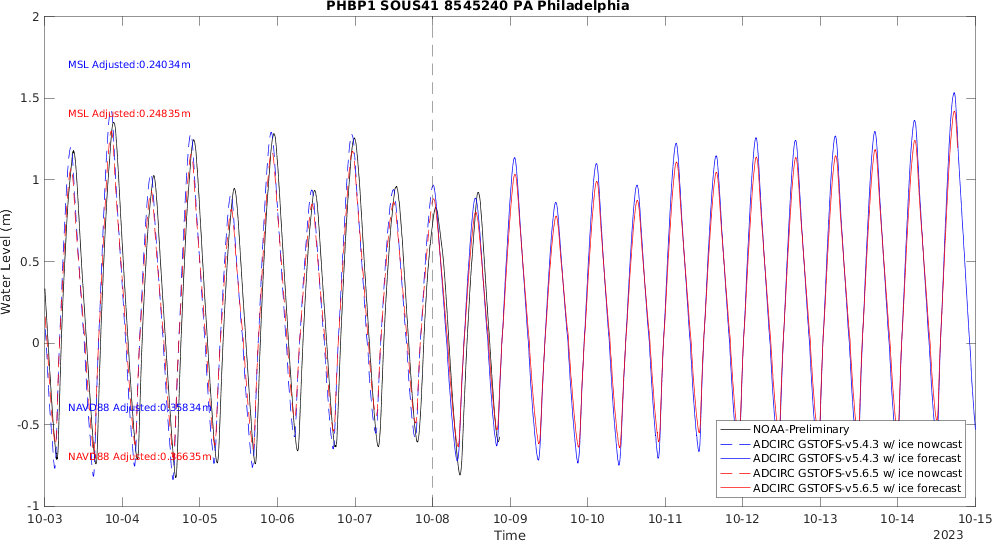 PHBP1 SOUS41 8545240 PA Philadelphia
2
1.5
1
0.5
0
-0.5
-1
Water Level (m)
MSL Adjusted:0.24034m
MSL Adjusted:0.24835m
NAVD88 Adjusted:0.35834m
NAVD88 Adjusted:0.36635m
NOAA-Preliminary
ADCIRC GSTOFS-v5.4.3 w/ ice nowcast
ADCIRC GSTOFS-v5.4.3 w/ ice forecast
ADCIRC GSTOFS-v5.6.5 w/ ice nowcast
ADCIRC GSTOFS-v5.6.5 w/ ice forecast
10-03 10-04 10-05 10-06 10-07 10-08 10-09 10-10 10-11 10-12 10-13 10-14 10-15
Time
2023